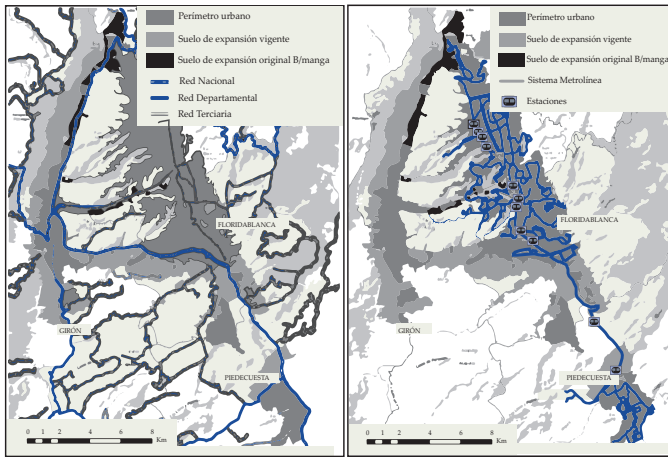 Perímetro urbano
Suelo de expansión vigente
Suelo de expansión original B/manga
Red Nacional
Red Departamental
Red Terciaria
FLORIDABLANCA
GIRÓN
PIEDECUESTA
0 1 2 4 6 8
Km
Perímetro urbano
Suelo de expansión vigente
Suelo de expansión original B/manga
Sistema Metrolínea
Estaciones
FLORIDABLANCA
GIRÓN
PIEDECUESTA
0 1 2 4 6 8
Km